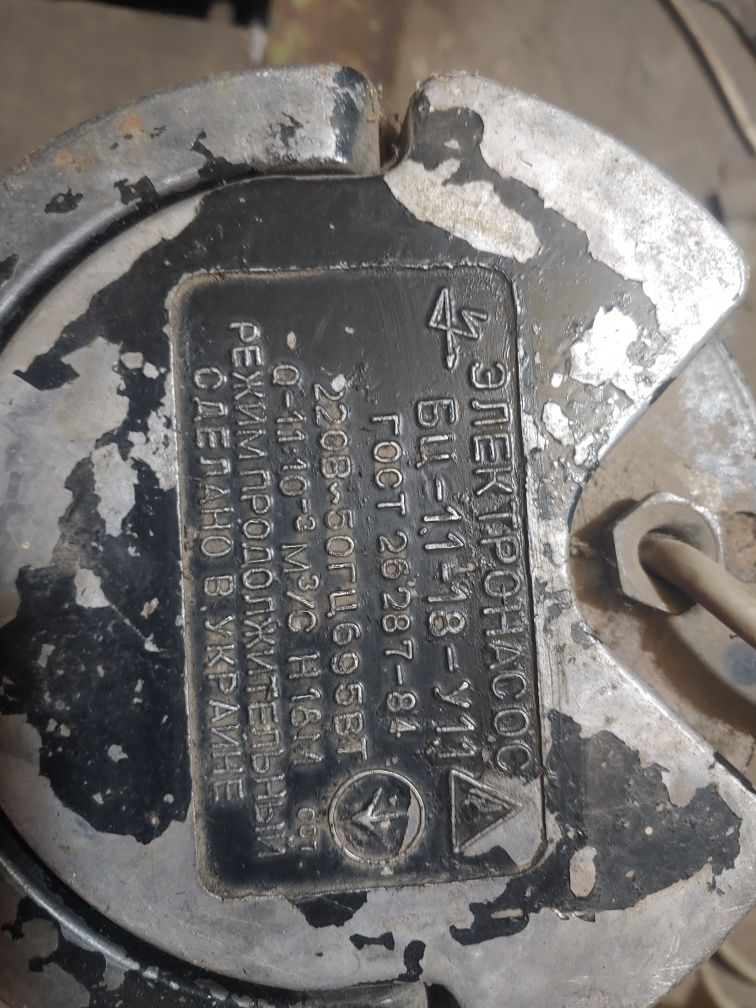 ЭЛЕКТРОНАСОС
БЦ-1,1-18-У1.1
ГОСТ 26287-84
220В~50ГЦ 695ВТ
Q-1,1·10-3 М3/С Н18М
РЕЖИМ ПРОДОЛЖИТЕЛЬНЫЙ
СДЕЛАНО В УКРАИНЕ